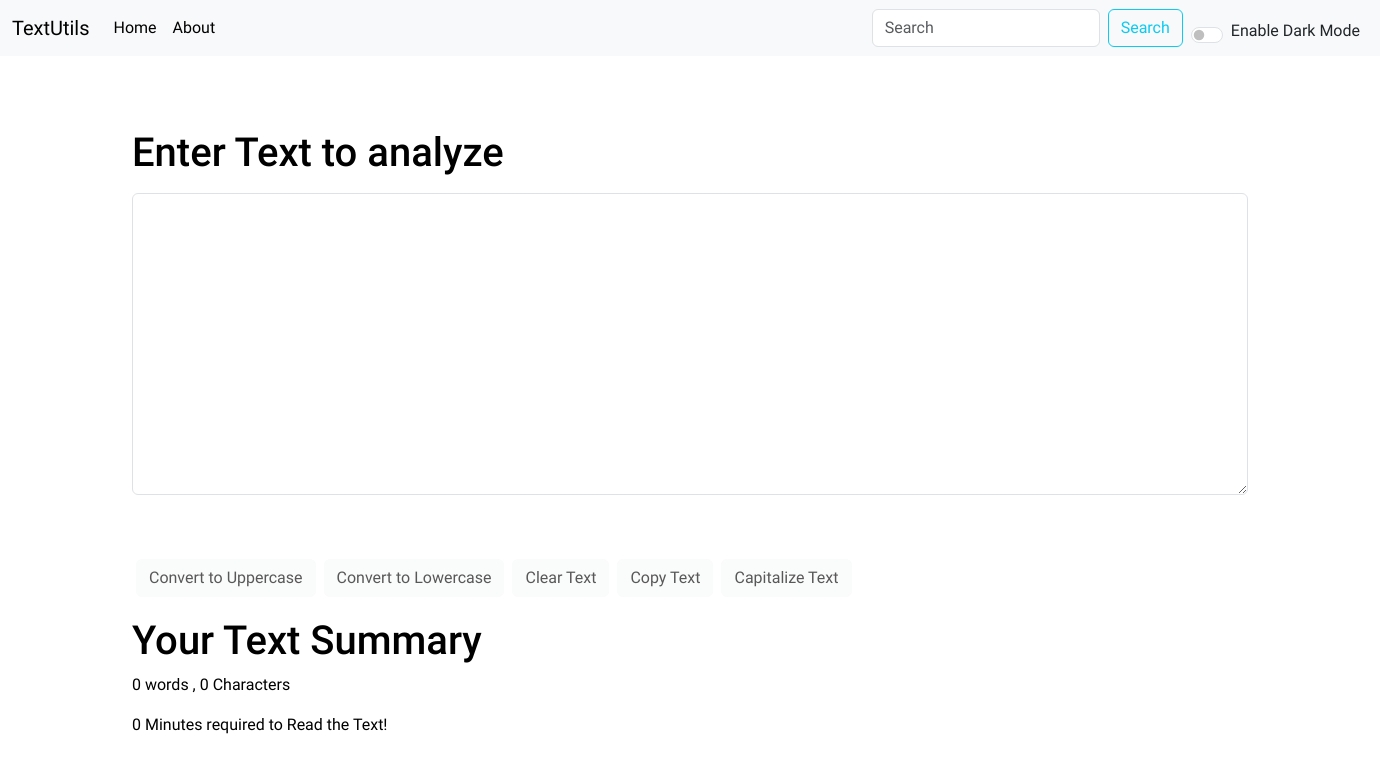 TextUtils Home About Search Search Enable Dark Mode
Enter Text to analyze
Convert to Uppercase Convert to Lowercase Clear Text Copy Text Capitalize Text
Your Text Summary
0 words , 0 Characters
0 Minutes required to Read the Text!